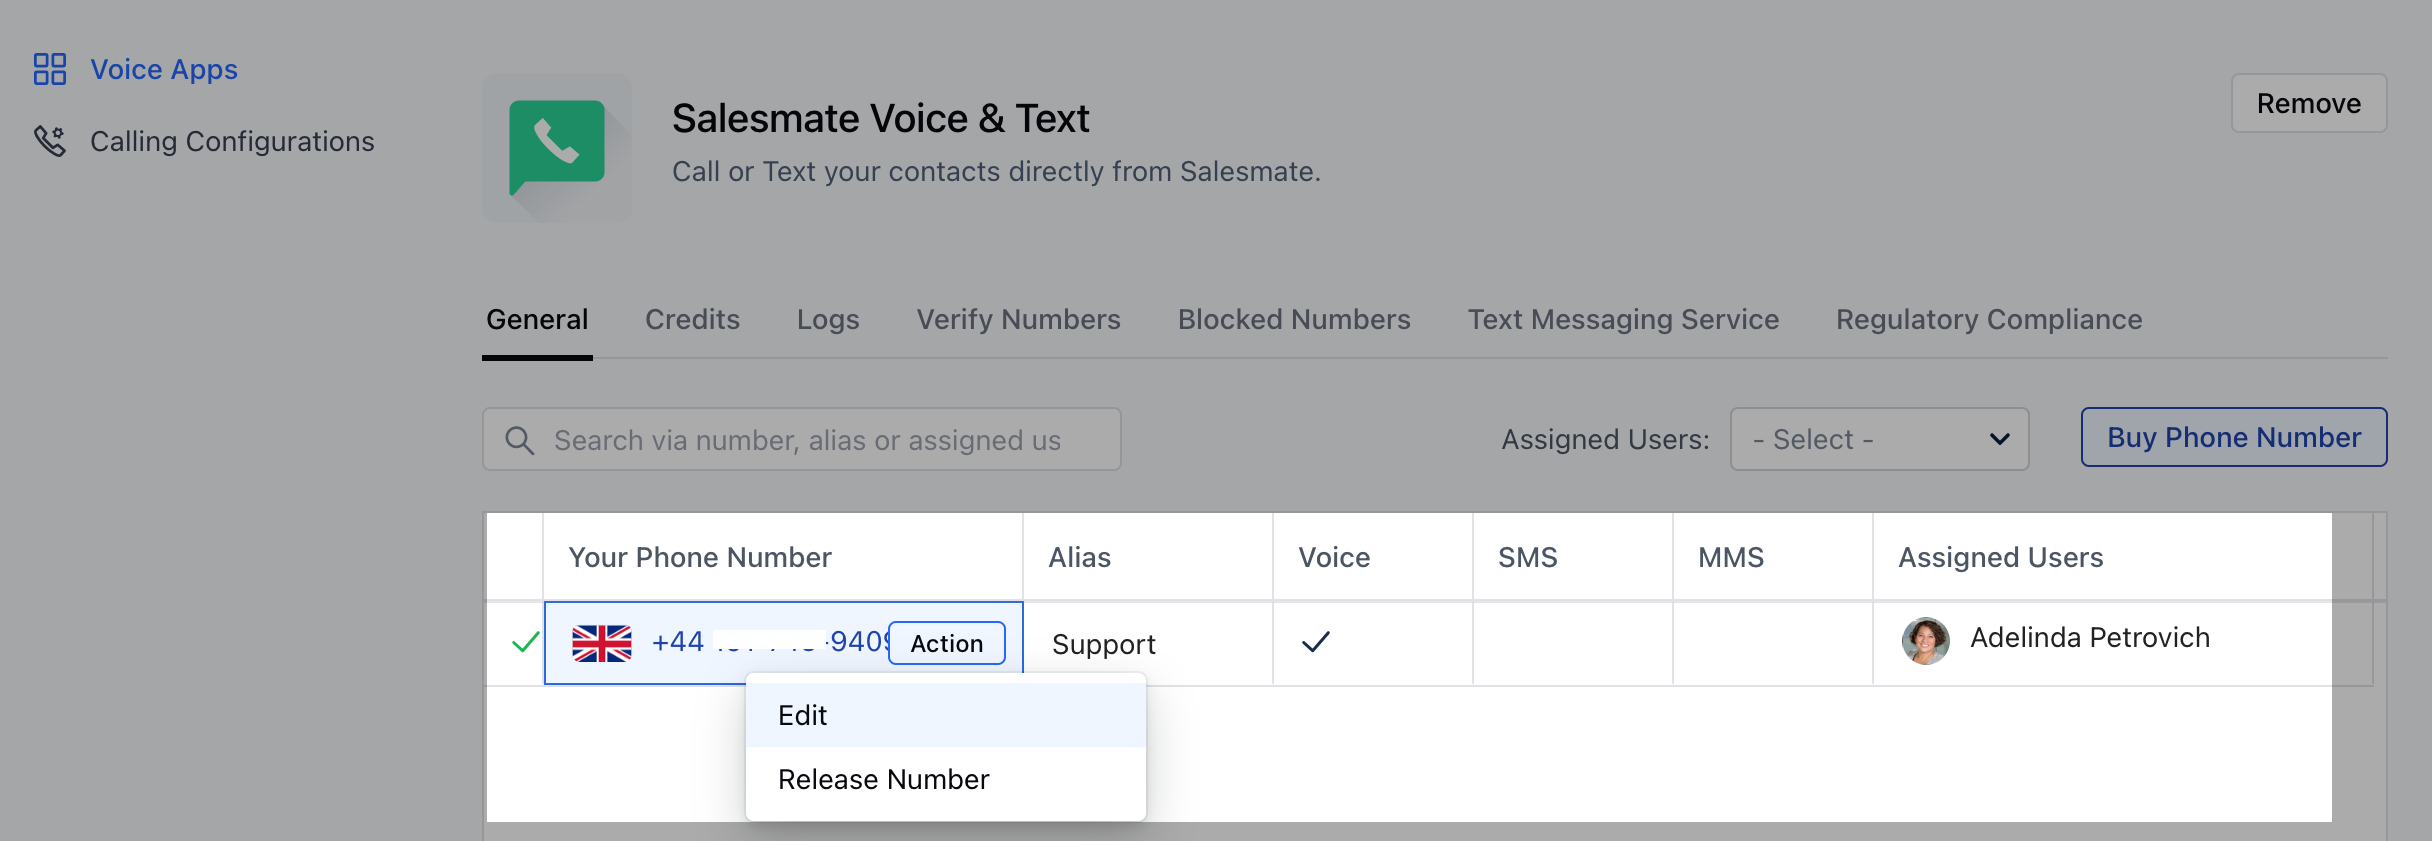 Voice Apps
Calling Configurations
Salesmate Voice & Text
Call or Text your contacts directly from Salesmate.
Remove
General Credits Logs Verify Numbers Blocked Numbers Text Messaging Service Regulatory Compliance
Search via number, alias or assigned us
Assigned Users: - Select - Buy Phone Number
Your Phone Number Alias Voice SMS MMS Assigned Users
+44 -9409 Action Support Adelinda Petrovich
Edit
Release Number